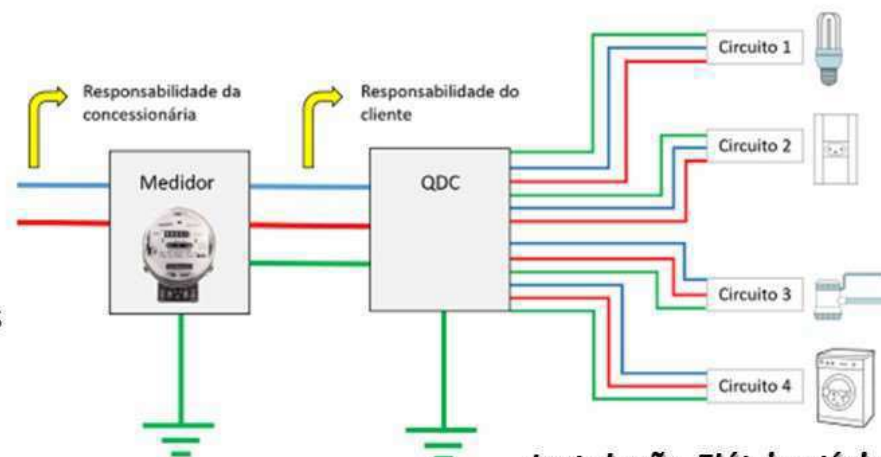 Responsabilidade da
concessionária
Responsabilidade do
cliente
Medidor
QDC
Circuito 1
Circuito 2
Circuito 3
Circuito 4